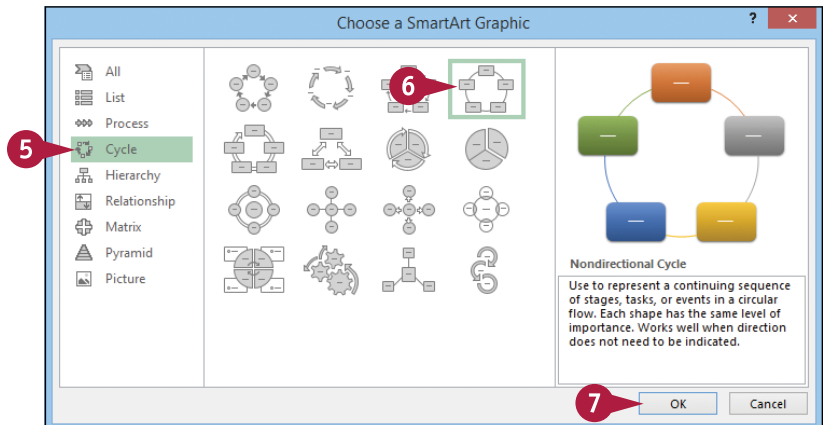 Choose a SmartArt Graphic
?
All
List
Process
5
Cycle
Hierarchy
Relationship
Matrix
Pyramid
Picture
6
Nondirectional Cycle
Use to represent a continuing sequence
of stages, tasks, or events in a circular
flow. Each shape has the same level of
importance. Works well when direction
does not need to be indicated.
7
OK
Cancel